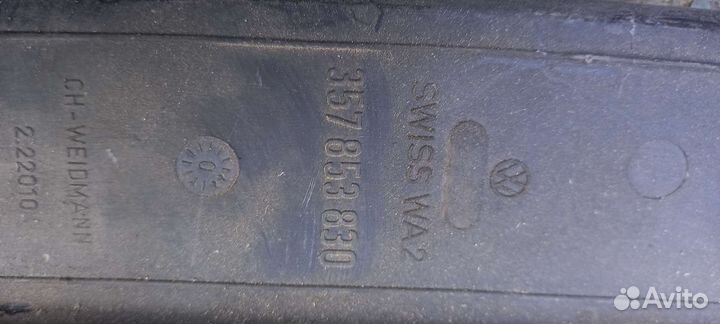 SWISS WA2
357 853 830
CH-WEIDMANN
2.22010
Avito